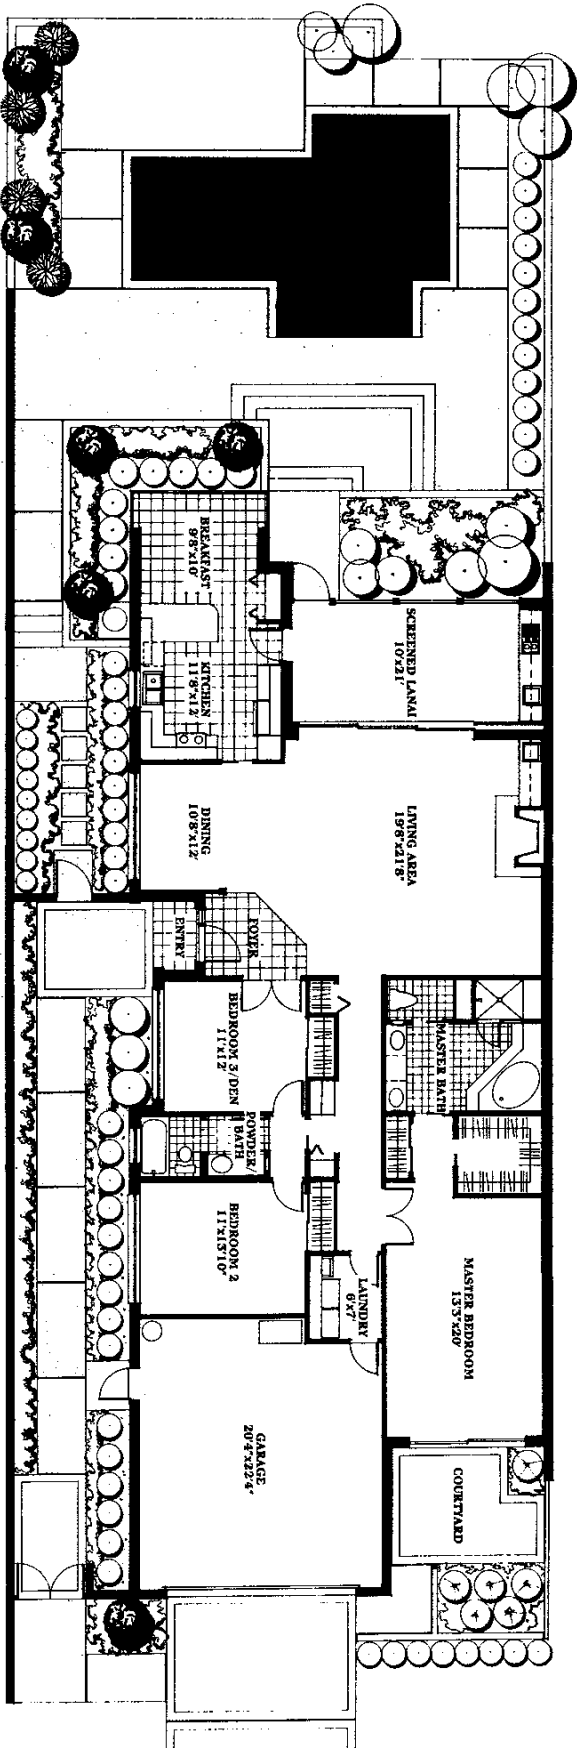 BREAKFAST
9'8"x10'
SCREENED LANAI
10'x21'
KITCHEN
11'8"x12'
DINING
10'8"x12'
LIVING AREA
19'8"x21'8"
FOYER
ENTRY
BEDROOM 3/DEN
11'x12'
MASTER BATH
POWDER/
BATH
BEDROOM 2
11'x13'10"
LAUNDRY
6'x7'
MASTER BEDROOM
13'3"x20'
GARAGE
20'4"x22'4"
COURTYARD